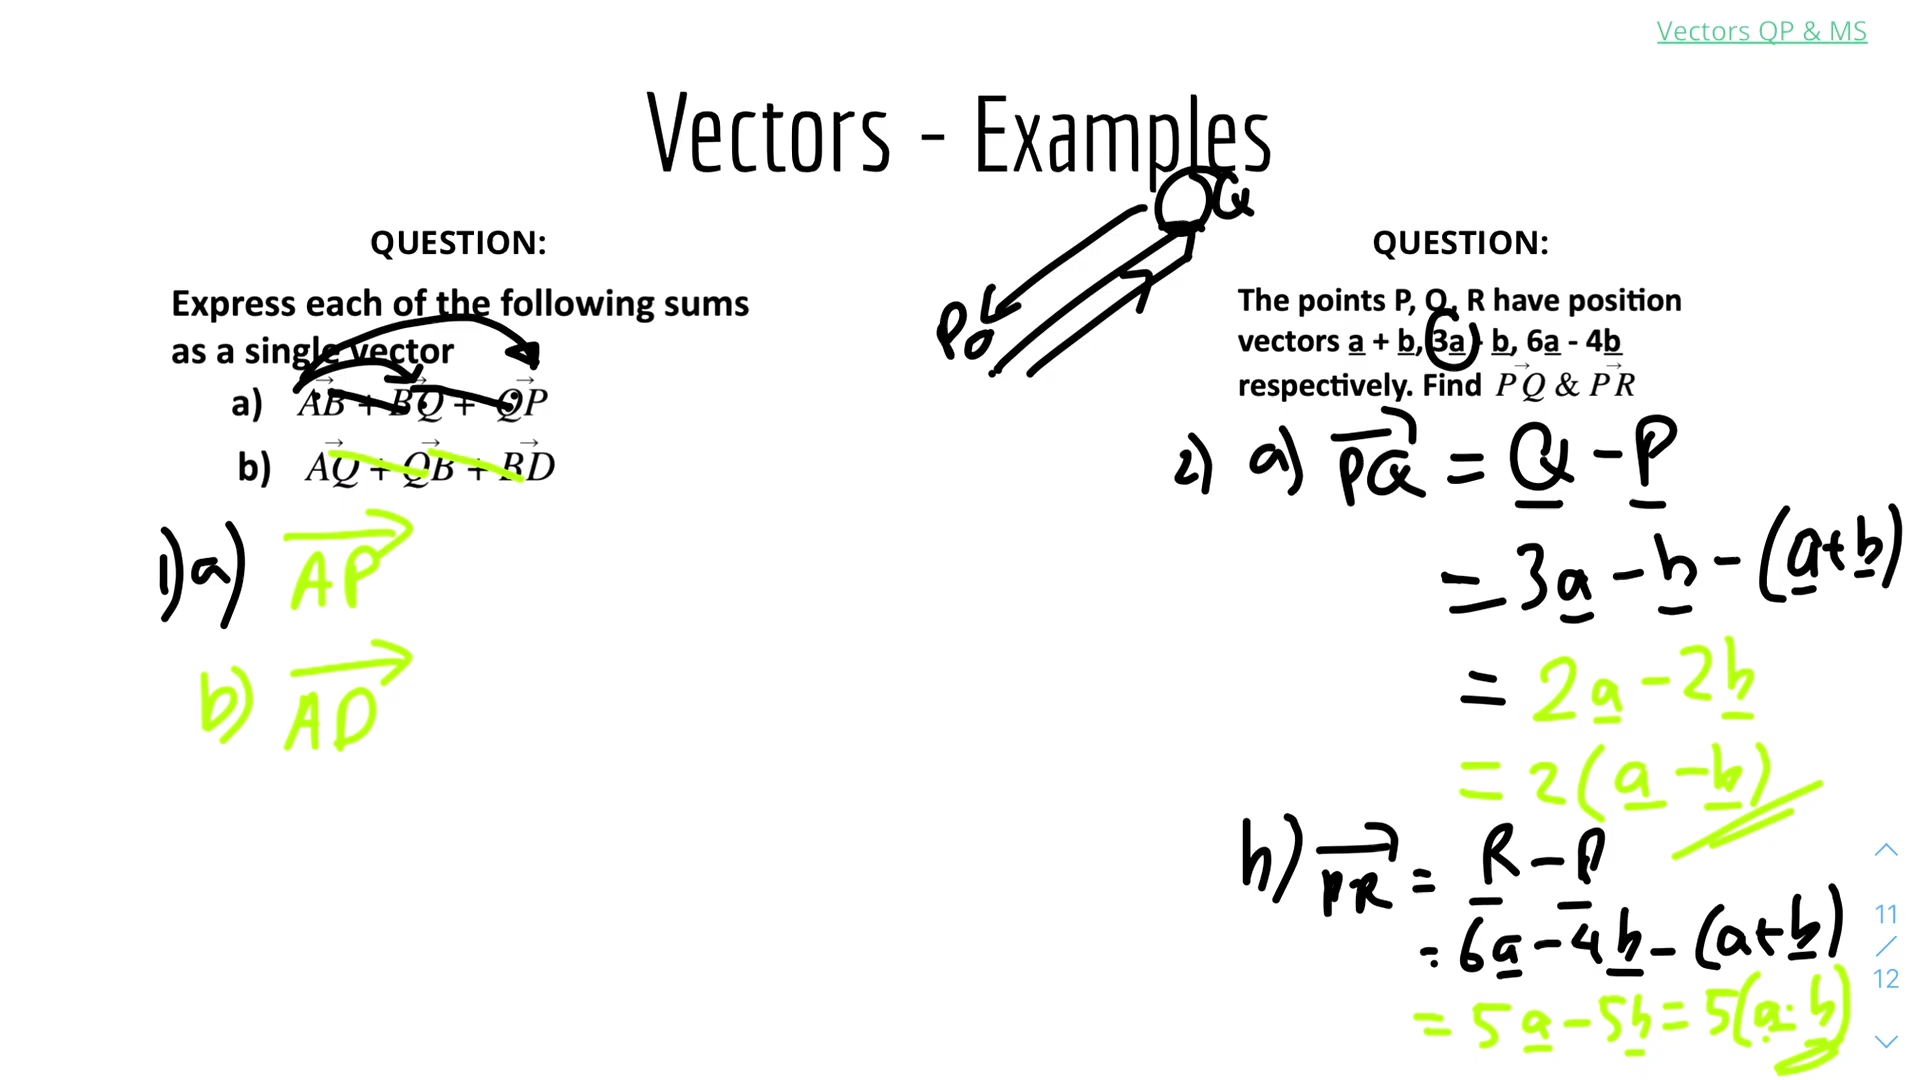 Vectors QP & MS
Vectors - Examples
QUESTION:
Express each of the following sums
as a single vector
a) AB + BQ + QP
b) AQ + QB + BD
1) a) AP
b) AD
Q
P
QUESTION:
The points P, Q, R have position
vectors a + b, 3a - b, 6a - 4b
respectively. Find PQ & PR
2) a) PQ = Q - P
= 3a - b - (a + b)
= 2a - 2b
= 2(a - b)
b) PR = R - P
= 6a - 4b - (a + b)
= 5a - 5b = 5(a - b)
11
/
12